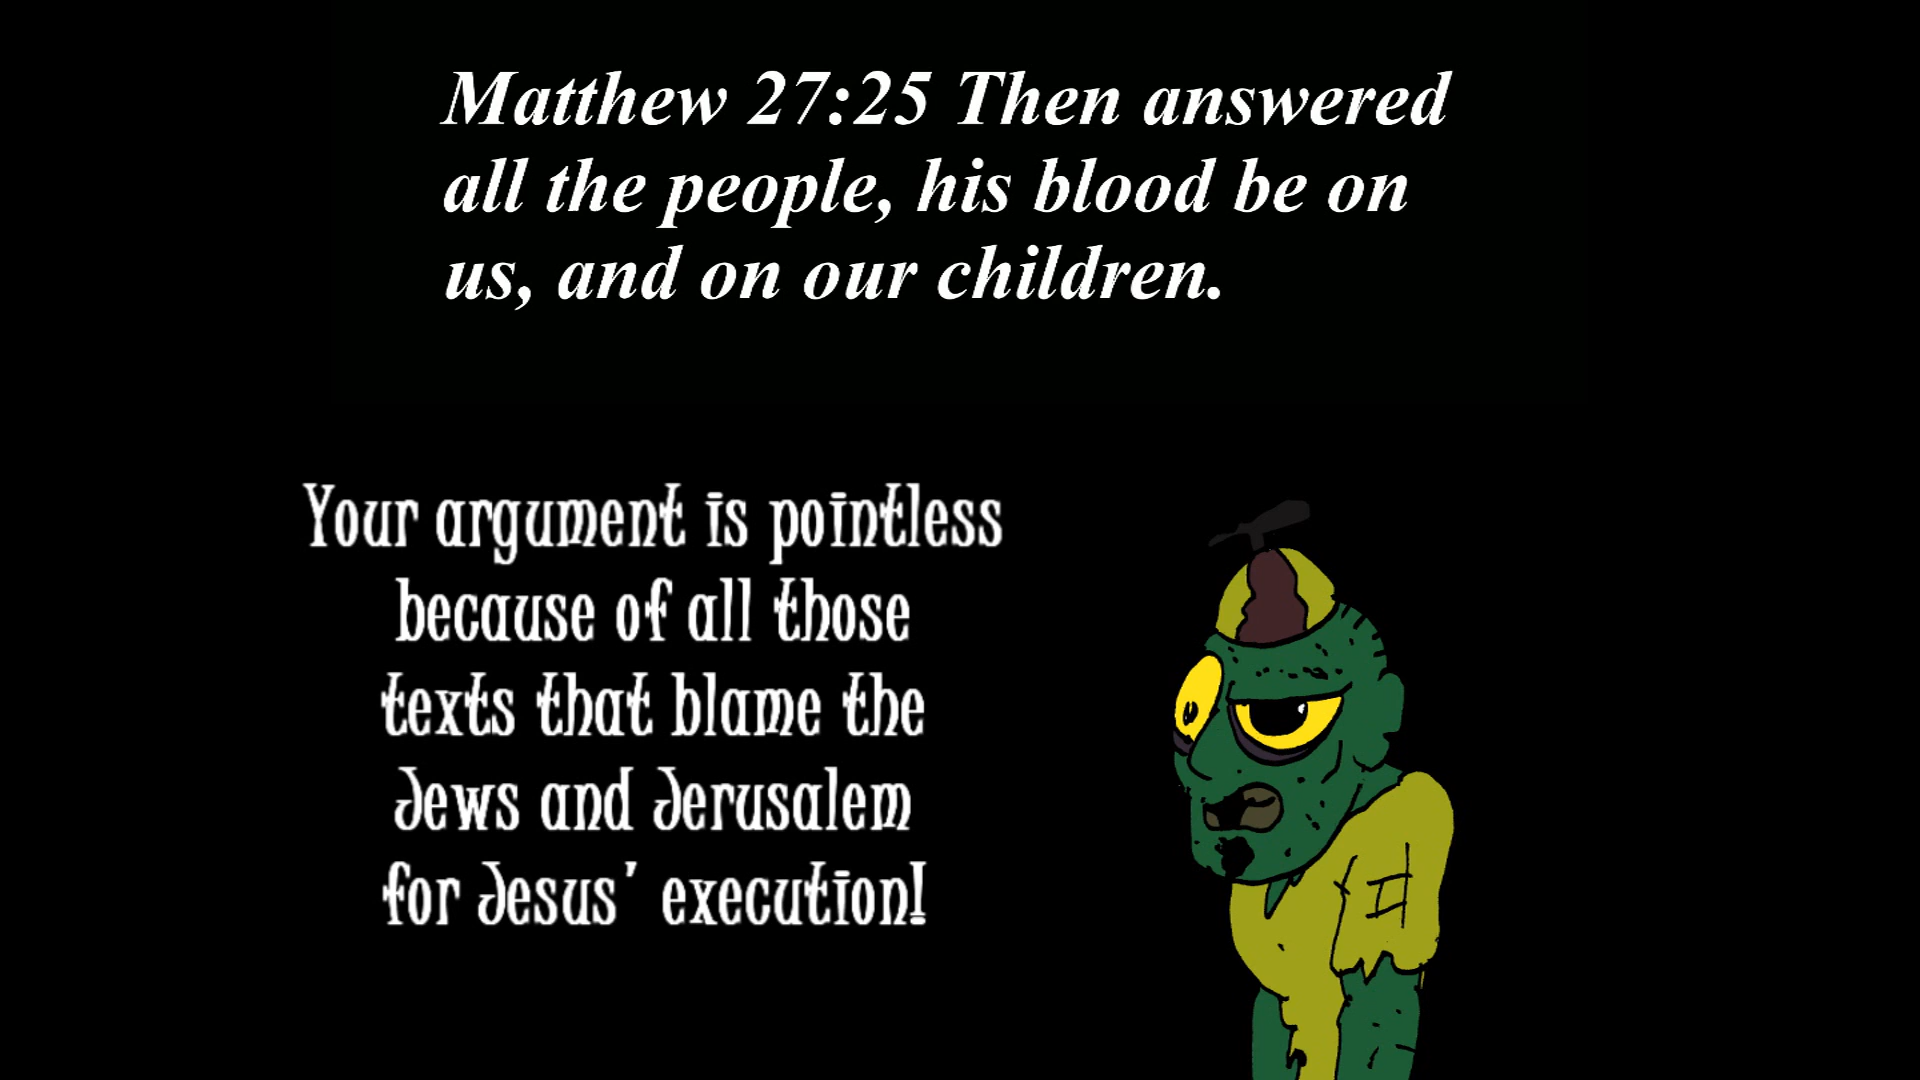 Matthew 27:25 Then answered
all the people, his blood be on
us, and on our children.
Your argument is pointless
because of all those
texts that blame the
Jews and Jerusalem
for Jesus' execution!